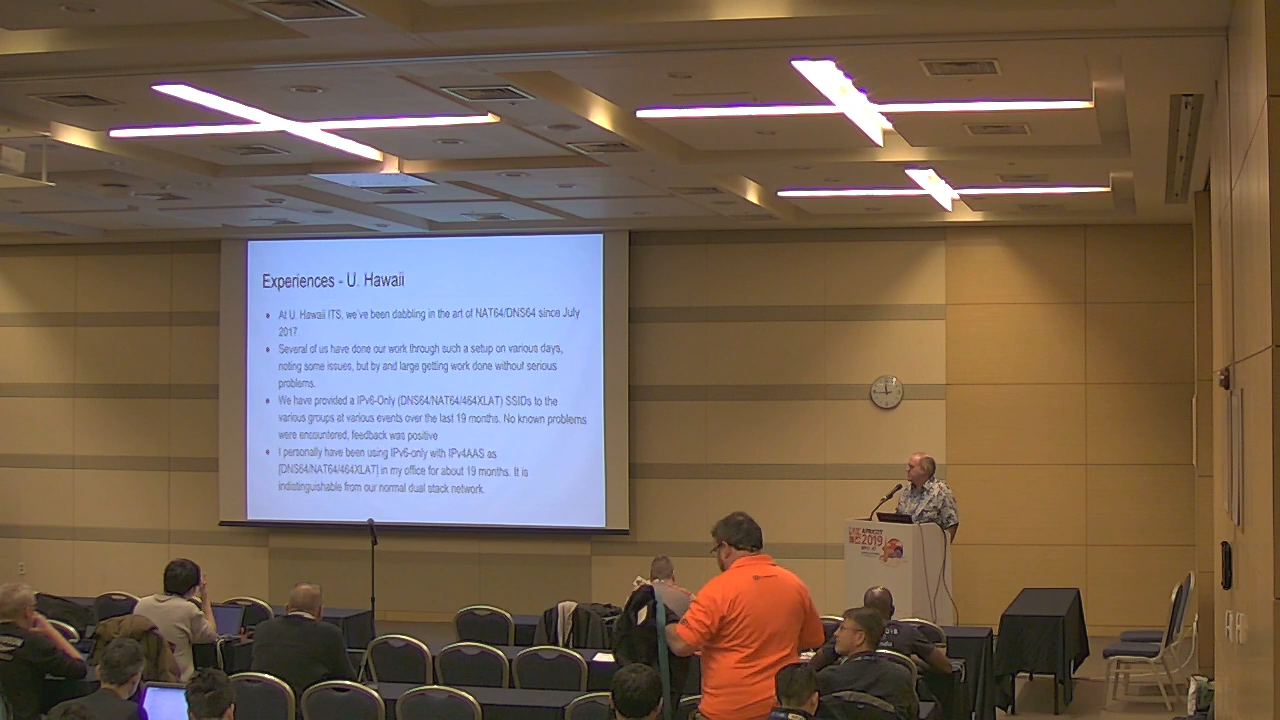 Experiences - U. Hawaii
• At U. Hawaii ITS, we've been dabbling in the art of NAT64/DNS64 since July
2017
• Several of us have done our work through such a setup on various days,
noting some issues, but by and large getting work done without serious
problems.
• We have provided a IPv6-Only (DNS64/NAT64/464XLAT) SSIDs to the
various groups at various events over the last 19 months. No known problems
were encountered, feedback was positive
• I personally have been using IPv6-only with IPv4AAS as
[DNS64/NAT64/464XLAT] in my office for about 19 months. It is
indistinguishable from our normal dual stack network.
APRICOT
2019